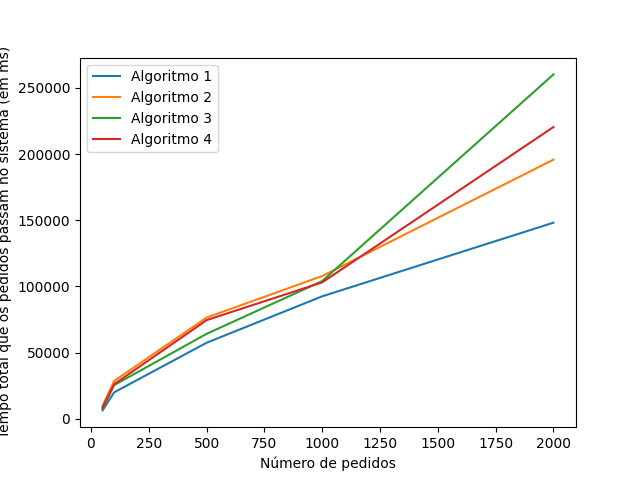 Algoritmo 1
Algoritmo 2
Algoritmo 3
Algoritmo 4
250000
200000
150000
100000
50000
0
Tempo total que os pedidos passam no sistema (em ms)
0 250 500 750 1000 1250 1500 1750 2000
Número de pedidos